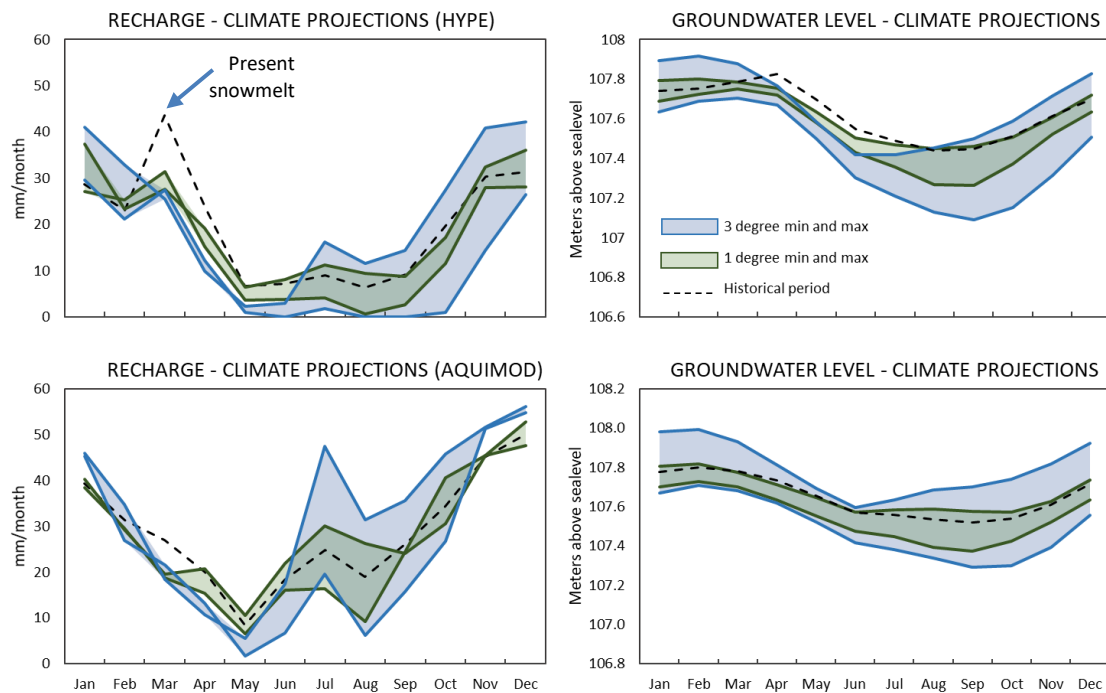 RECHARGE - CLIMATE PROJECTIONS (HYPE)
60
50
40
30
20
10
0
mm/month
Present
snowmelt
GROUNDWATER LEVEL - CLIMATE PROJECTIONS
108
107.8
107.6
107.4
107.2
107
106.8
106.6
Meters above sealevel
3 degree min and max
1 degree min and max
Historical period
RECHARGE - CLIMATE PROJECTIONS (AQUIMOD)
60
50
40
30
20
10
0
mm/month
Jan Feb Mar Apr May Jun Jul Aug Sep Oct Nov Dec
GROUNDWATER LEVEL - CLIMATE PROJECTIONS
108.2
108.0
107.8
107.6
107.4
107.2
107.0
106.8
Meters above sealevel
Jan Feb Mar Apr May Jun Jul Aug Sep Oct Nov Dec